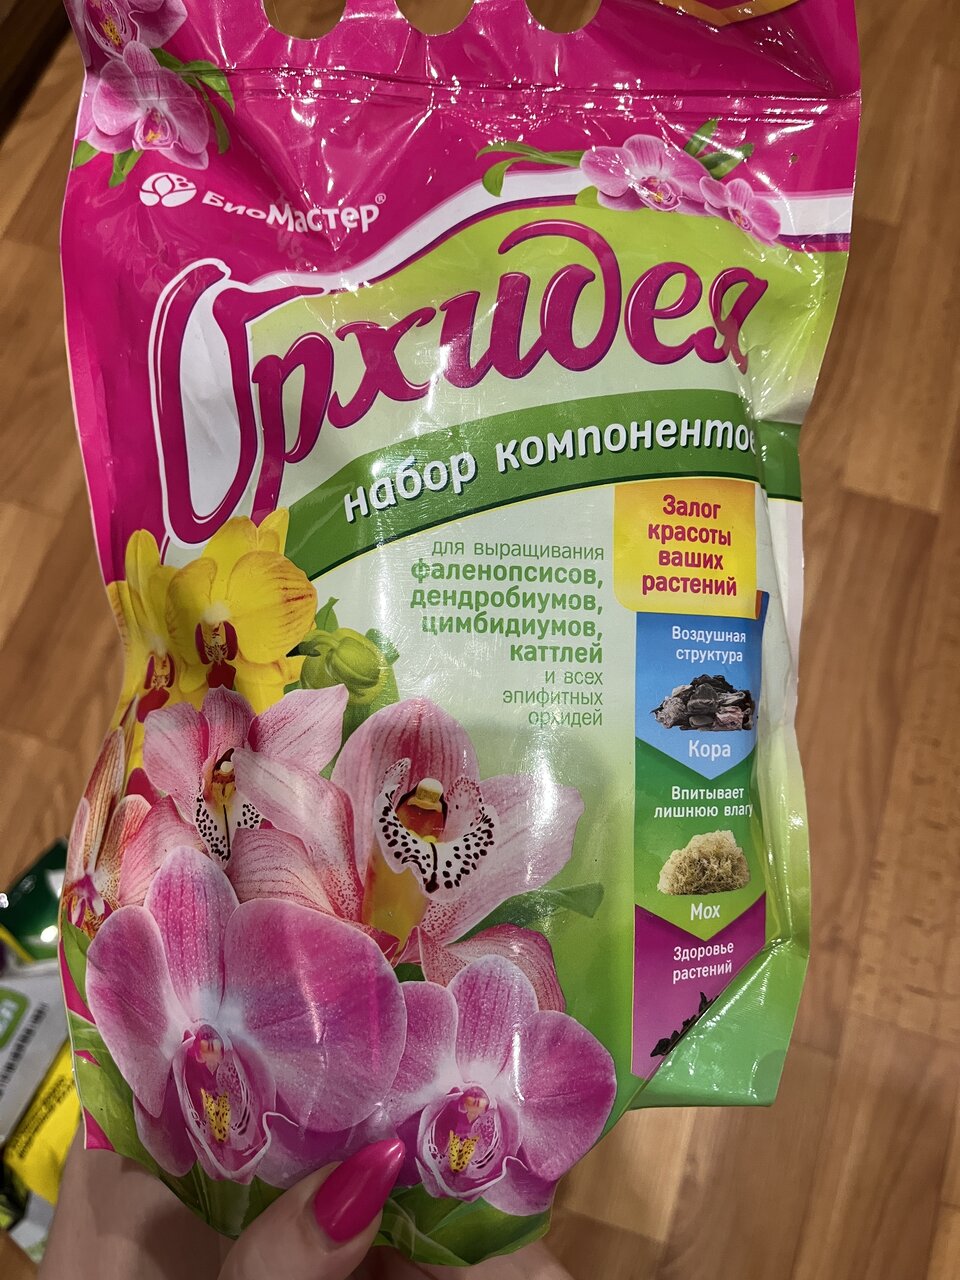 БиоМастер®
Орхидея
набор компонентов
для выращивания
фаленопсисов,
дендробиумов,
цимбидиумов,
каттлей
и всех
эпифитных
орхидей
Залог
красоты
ваших
растений
Воздушная
структура
Кора
Впитывает
лишнюю влагу
Мох
Здоровье
растений